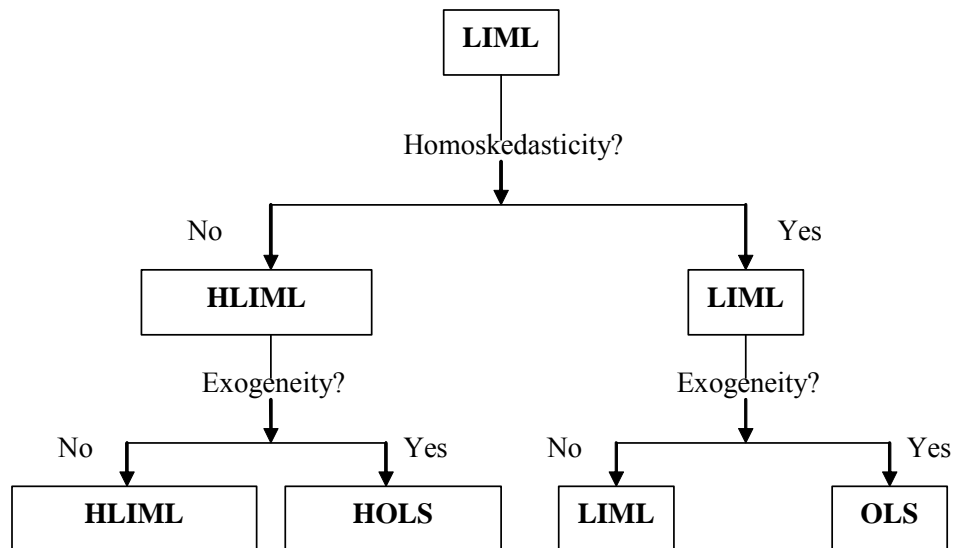 LIML
Homoskedasticity?
No Yes
HLIML LIML
Exogeneity? Exogeneity?
No Yes No Yes
HLIML HOLS LIML OLS